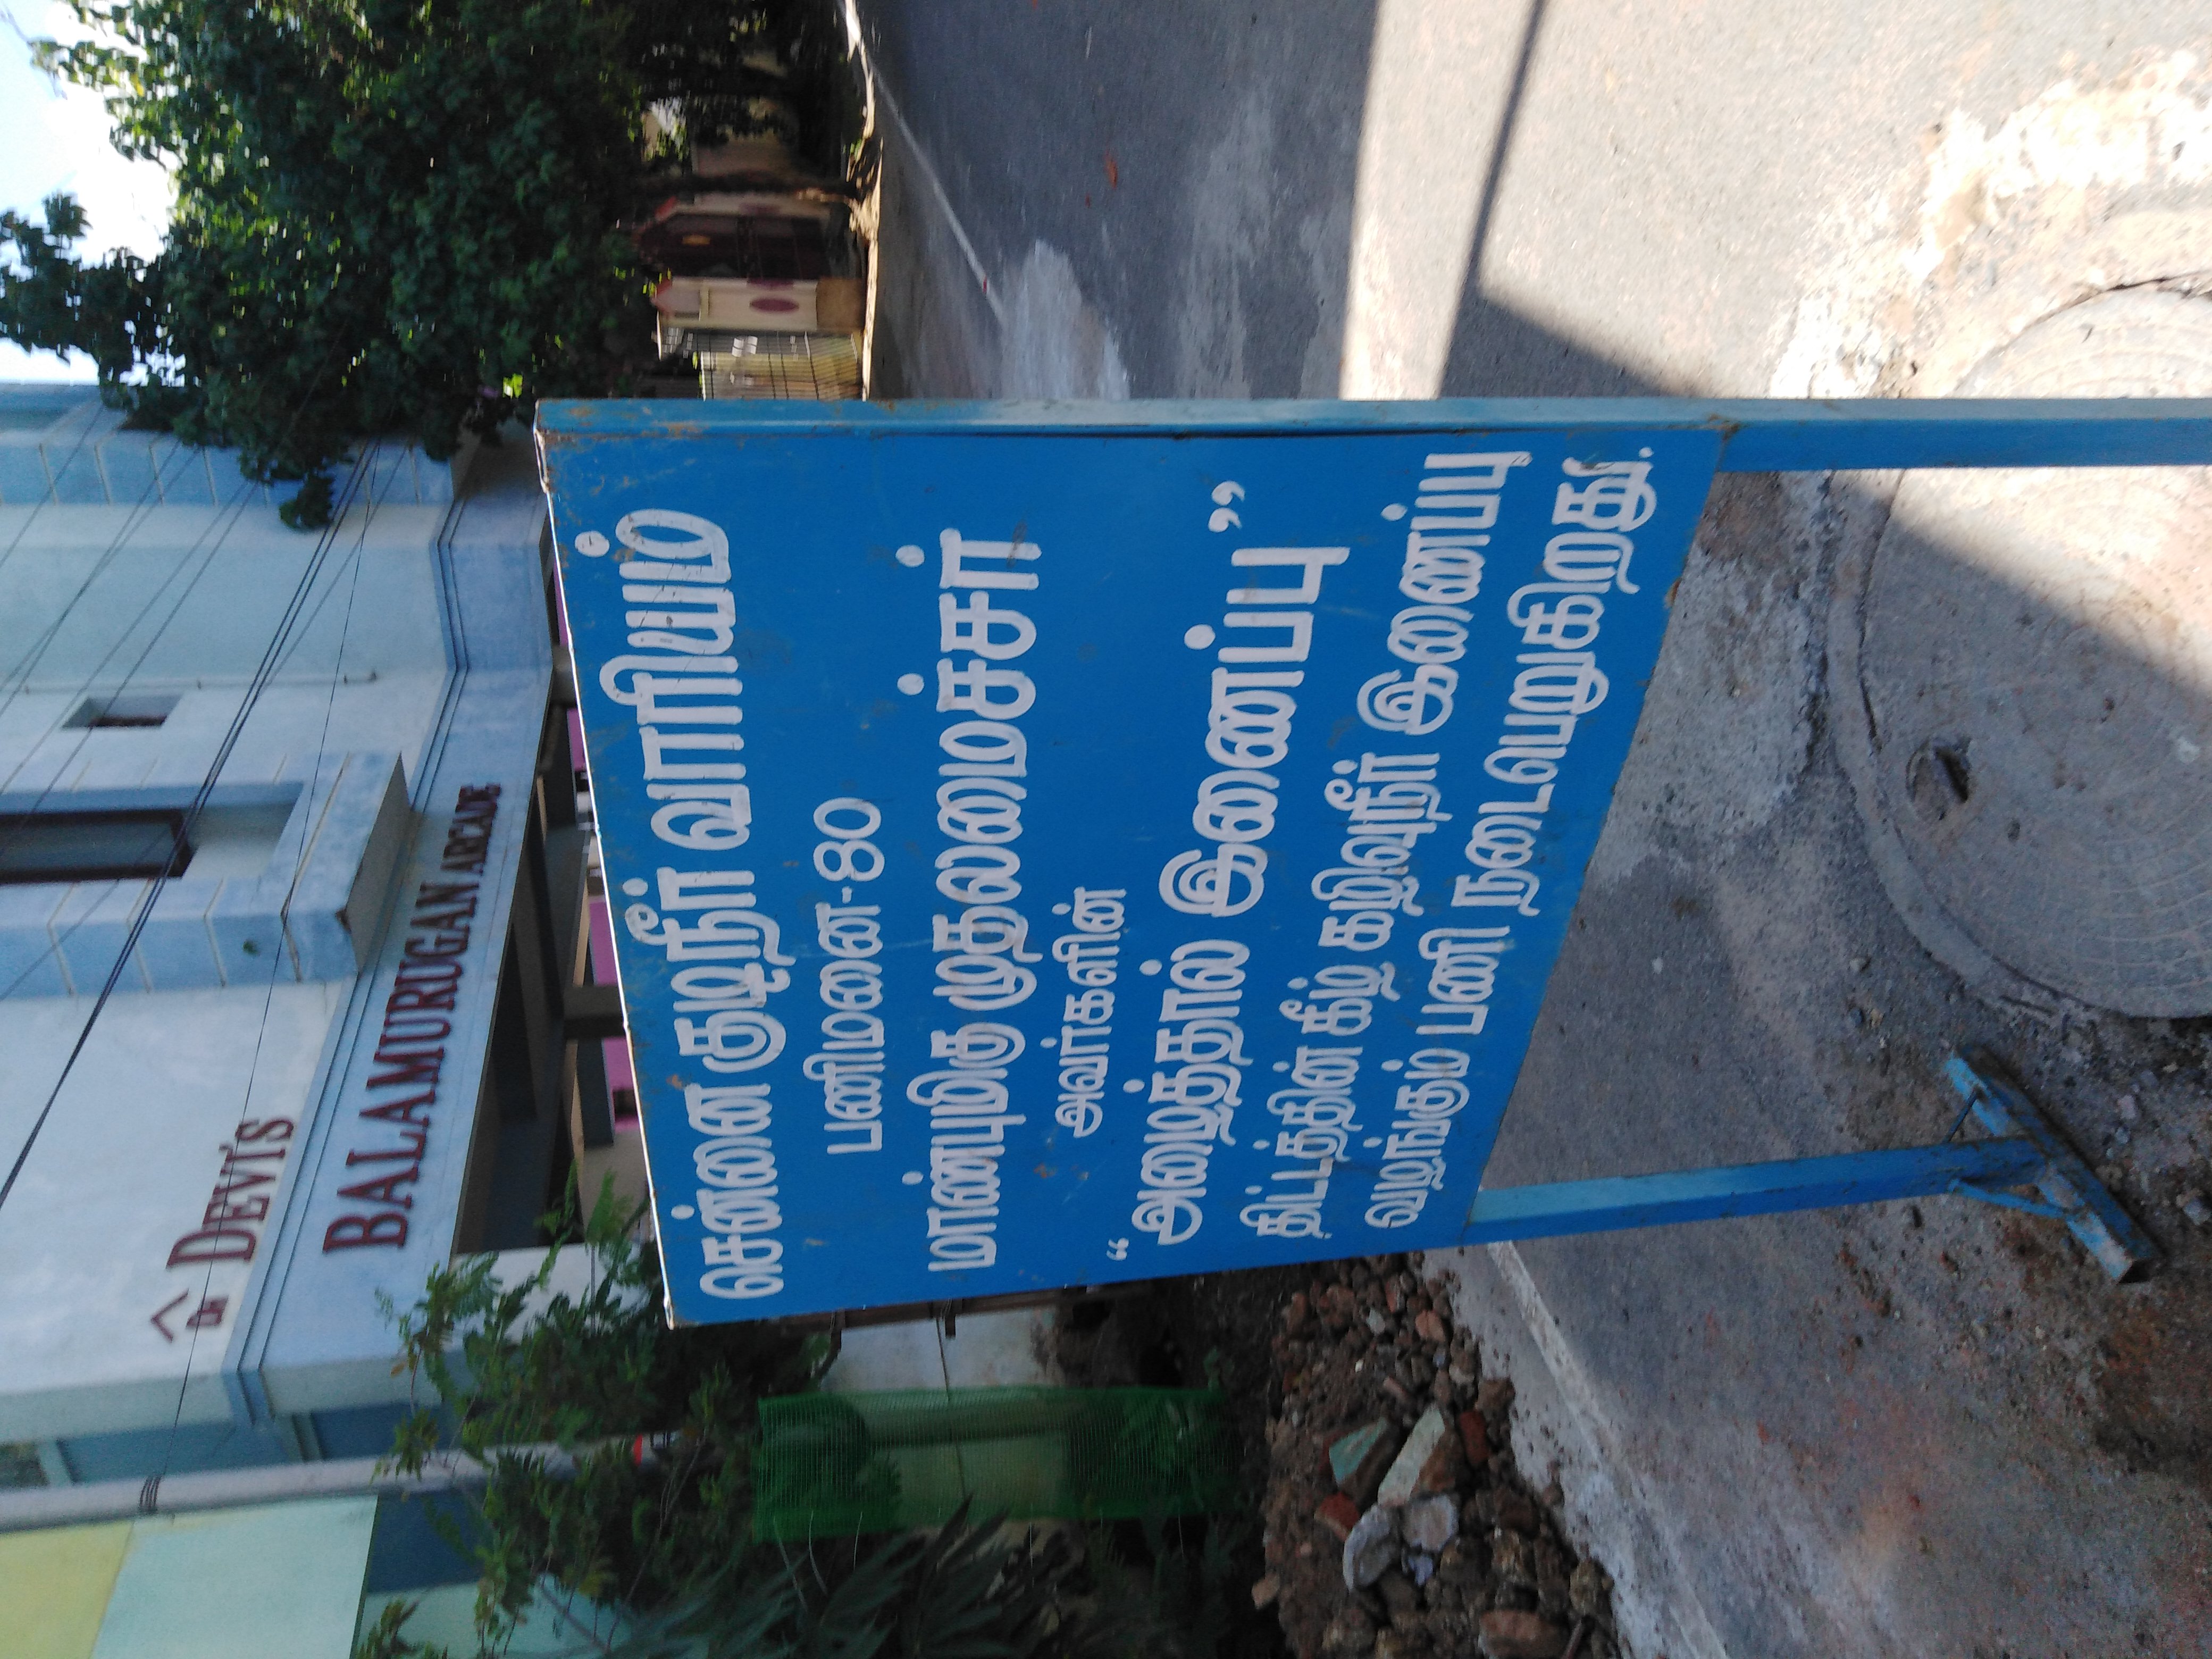 DH DEVI'S
BALAMURUGAN ARCADE
சென்னை குடிநீர் வாரியம்
பணிமனை-80
மாண்புமிகு முதலமைச்சர்
அவர்களின்
“அழைத்தால் இணைப்பு”
திட்டத்தின் கீழ் கழிவுநீர் இணைப்பு
வழங்கும் பணி நடைபெறுகிறது.